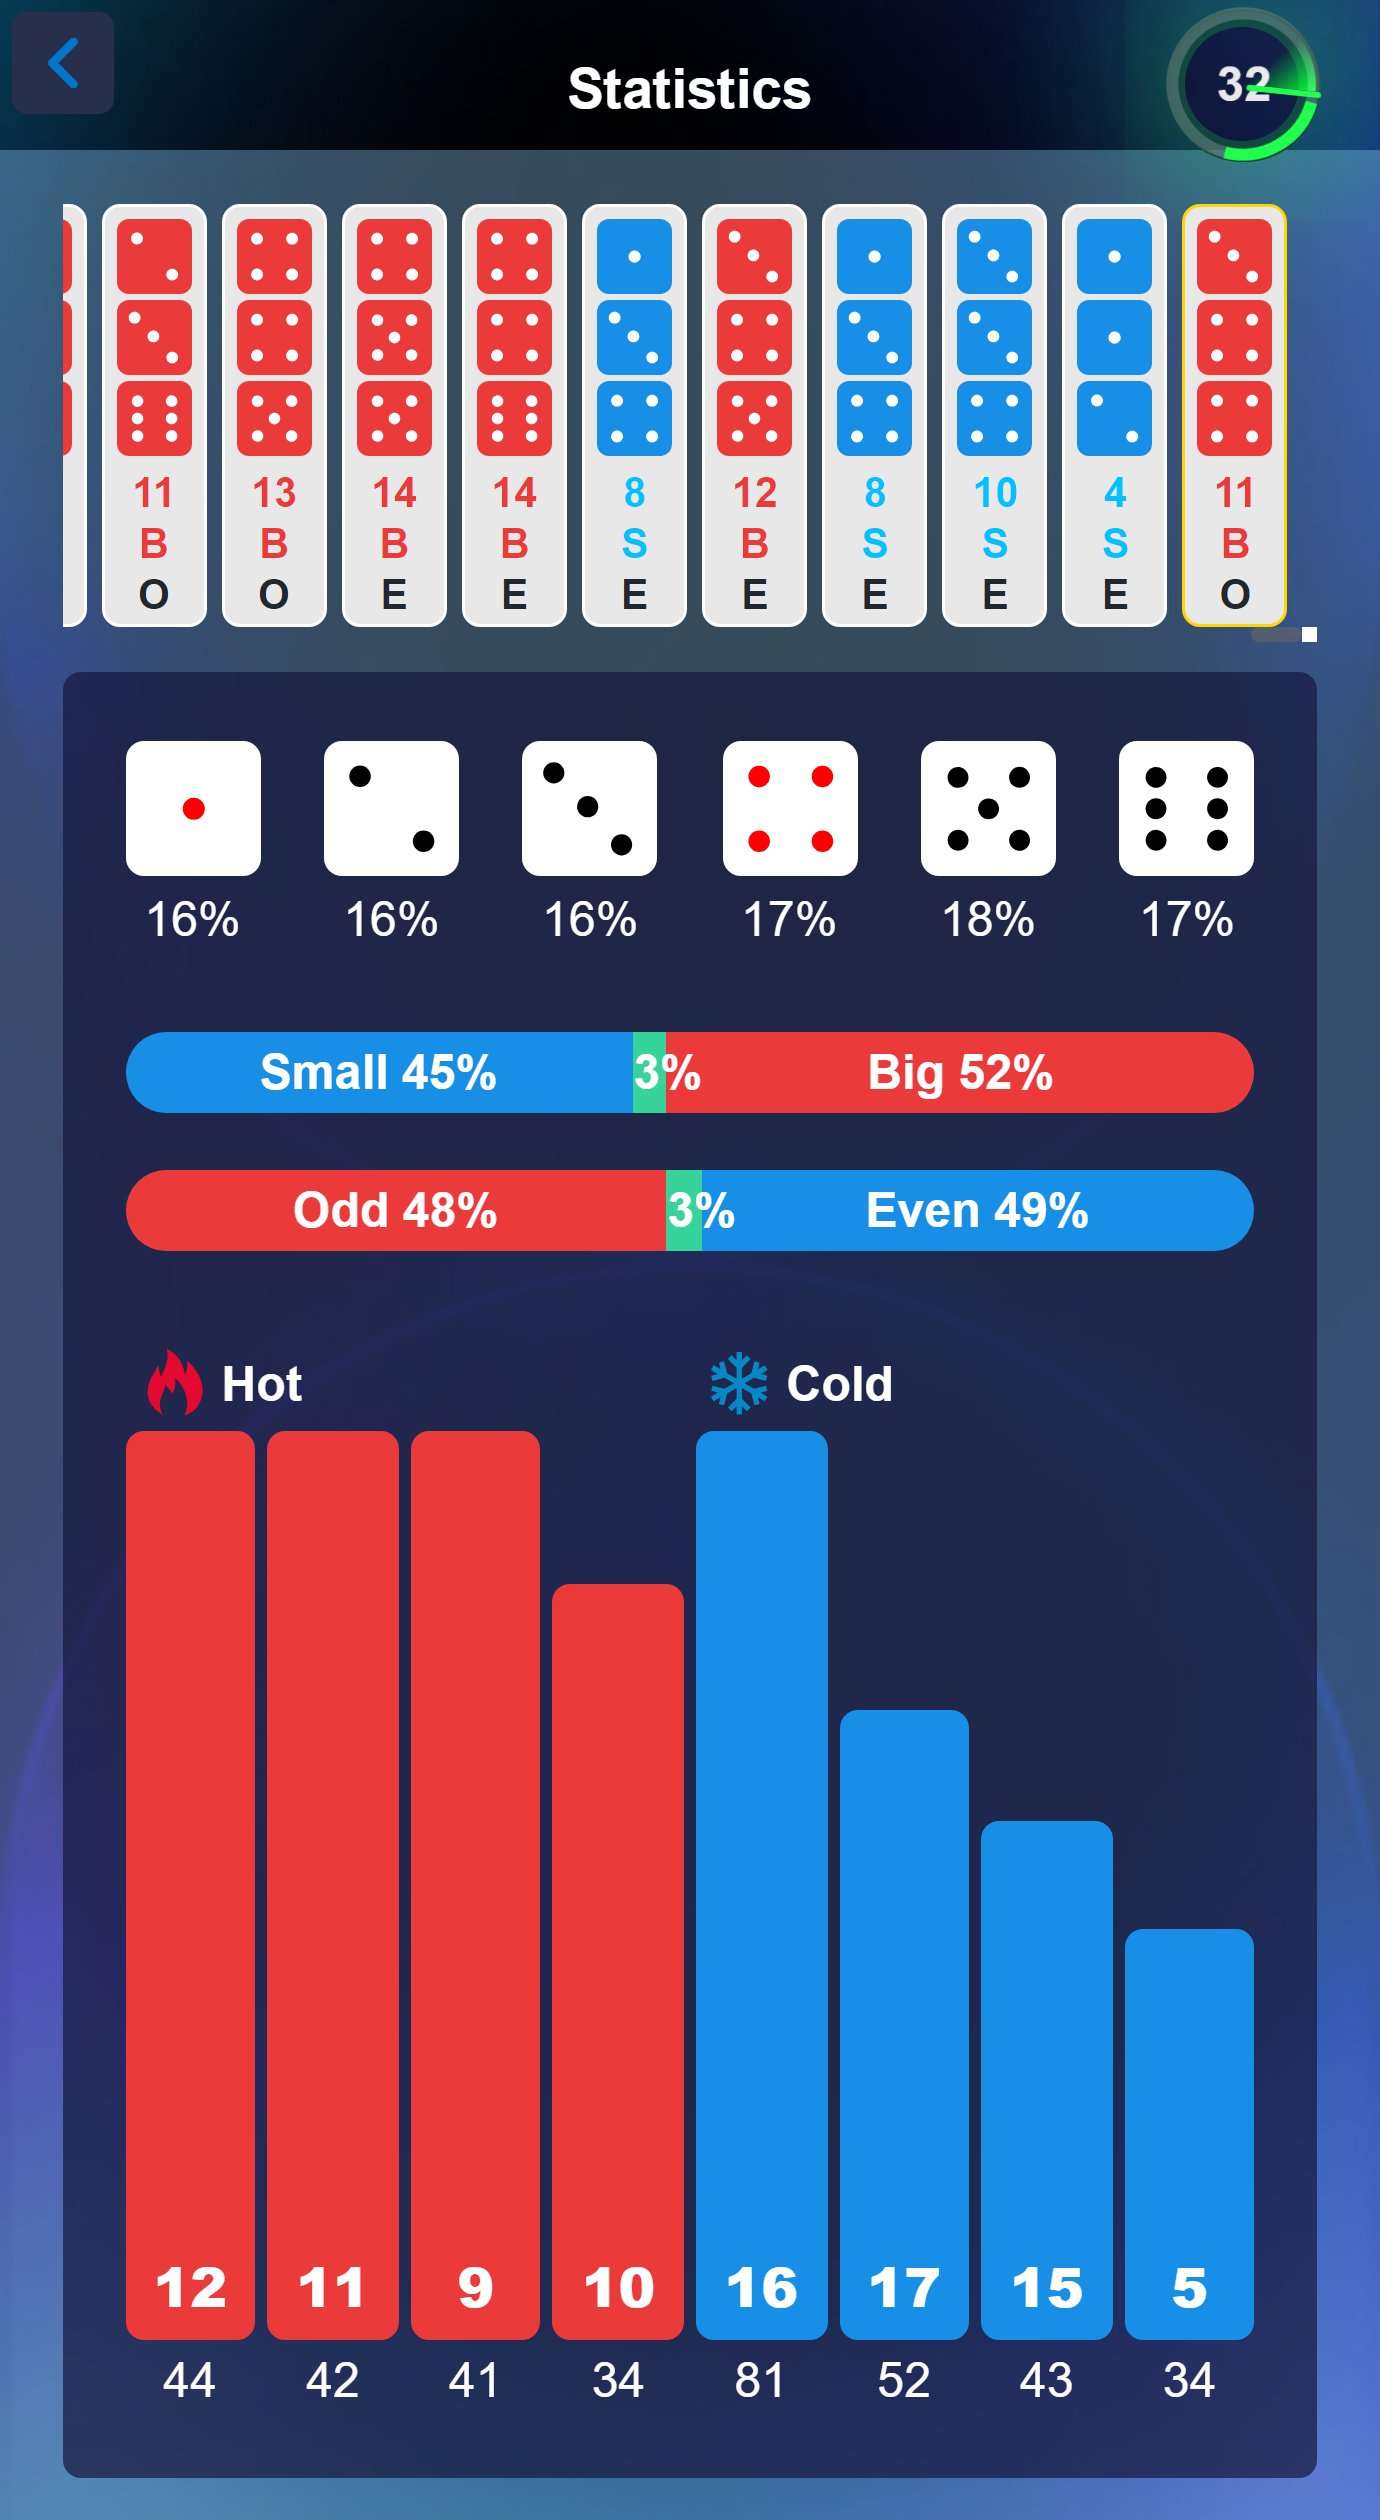 Statistics
32
11 13 14 14 8 12 8 10 4 11
B B B B S B S S S B
O O E E E E E E E O
16% 16% 16% 17% 18% 17%
Small 45% 3% Big 52%
Odd 48% 3% Even 49%
Hot Cold
12 11 9 10 16 17 15 5
44 42 41 34 81 52 43 34